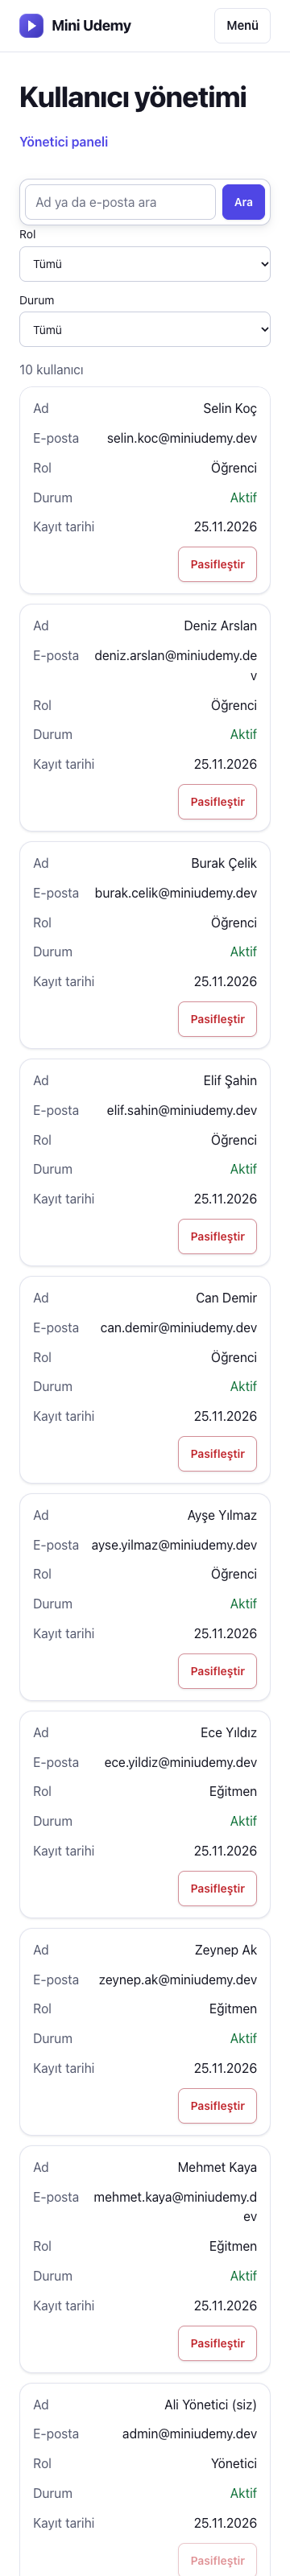 Mini Udemy
Menü
Kullanıcı yönetimi
Yönetici paneli
Ad ya da e-posta ara
Ara
Rol
Tümü
Durum
Tümü
10 kullanıcı
Ad Selin Koç
E-posta selin.koc@miniudemy.dev
Rol Öğrenci
Durum Aktif
Kayıt tarihi 25.11.2026
Pasifleştir
Ad Deniz Arslan
E-posta deniz.arslan@miniudemy.de
v
Rol Öğrenci
Durum Aktif
Kayıt tarihi 25.11.2026
Pasifleştir
Ad Burak Çelik
E-posta burak.celik@miniudemy.dev
Rol Öğrenci
Durum Aktif
Kayıt tarihi 25.11.2026
Pasifleştir
Ad Elif Şahin
E-posta elif.sahin@miniudemy.dev
Rol Öğrenci
Durum Aktif
Kayıt tarihi 25.11.2026
Pasifleştir
Ad Can Demir
E-posta can.demir@miniudemy.dev
Rol Öğrenci
Durum Aktif
Kayıt tarihi 25.11.2026
Pasifleştir
Ad Ayşe Yılmaz
E-posta ayse.yilmaz@miniudemy.dev
Rol Öğrenci
Durum Aktif
Kayıt tarihi 25.11.2026
Pasifleştir
Ad Ece Yıldız
E-posta ece.yildiz@miniudemy.dev
Rol Eğitmen
Durum Aktif
Kayıt tarihi 25.11.2026
Pasifleştir
Ad Zeynep Ak
E-posta zeynep.ak@miniudemy.dev
Rol Eğitmen
Durum Aktif
Kayıt tarihi 25.11.2026
Pasifleştir
Ad Mehmet Kaya
E-posta mehmet.kaya@miniudemy.d
ev
Rol Eğitmen
Durum Aktif
Kayıt tarihi 25.11.2026
Pasifleştir
Ad Ali Yönetici (siz)
E-posta admin@miniudemy.dev
Rol Yönetici
Durum Aktif
Kayıt tarihi 25.11.2026
Pasifleştir